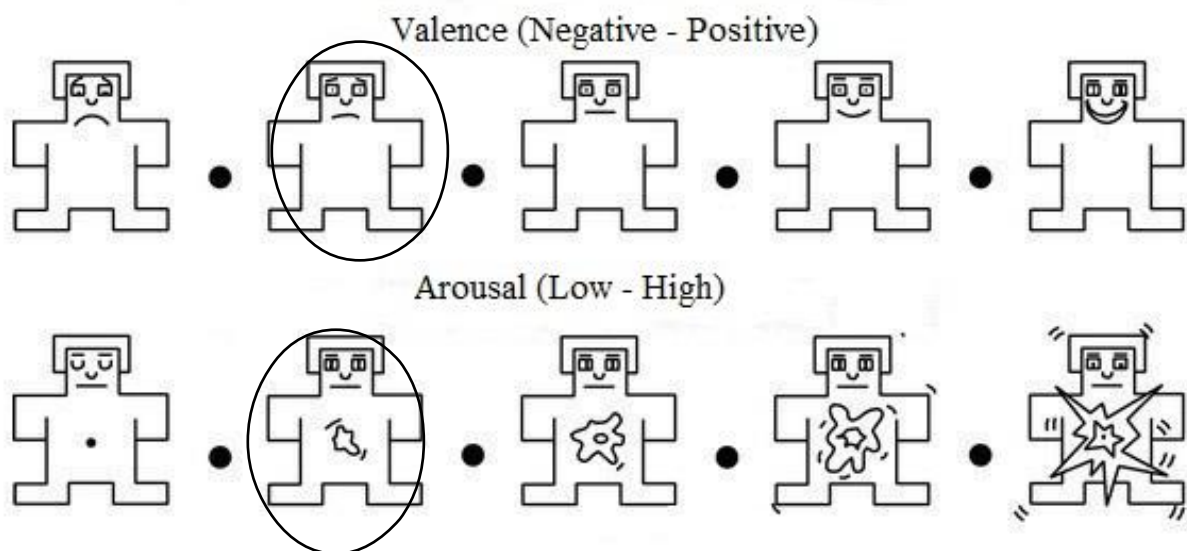 Valence (Negative - Positive)
Arousal (Low - High)